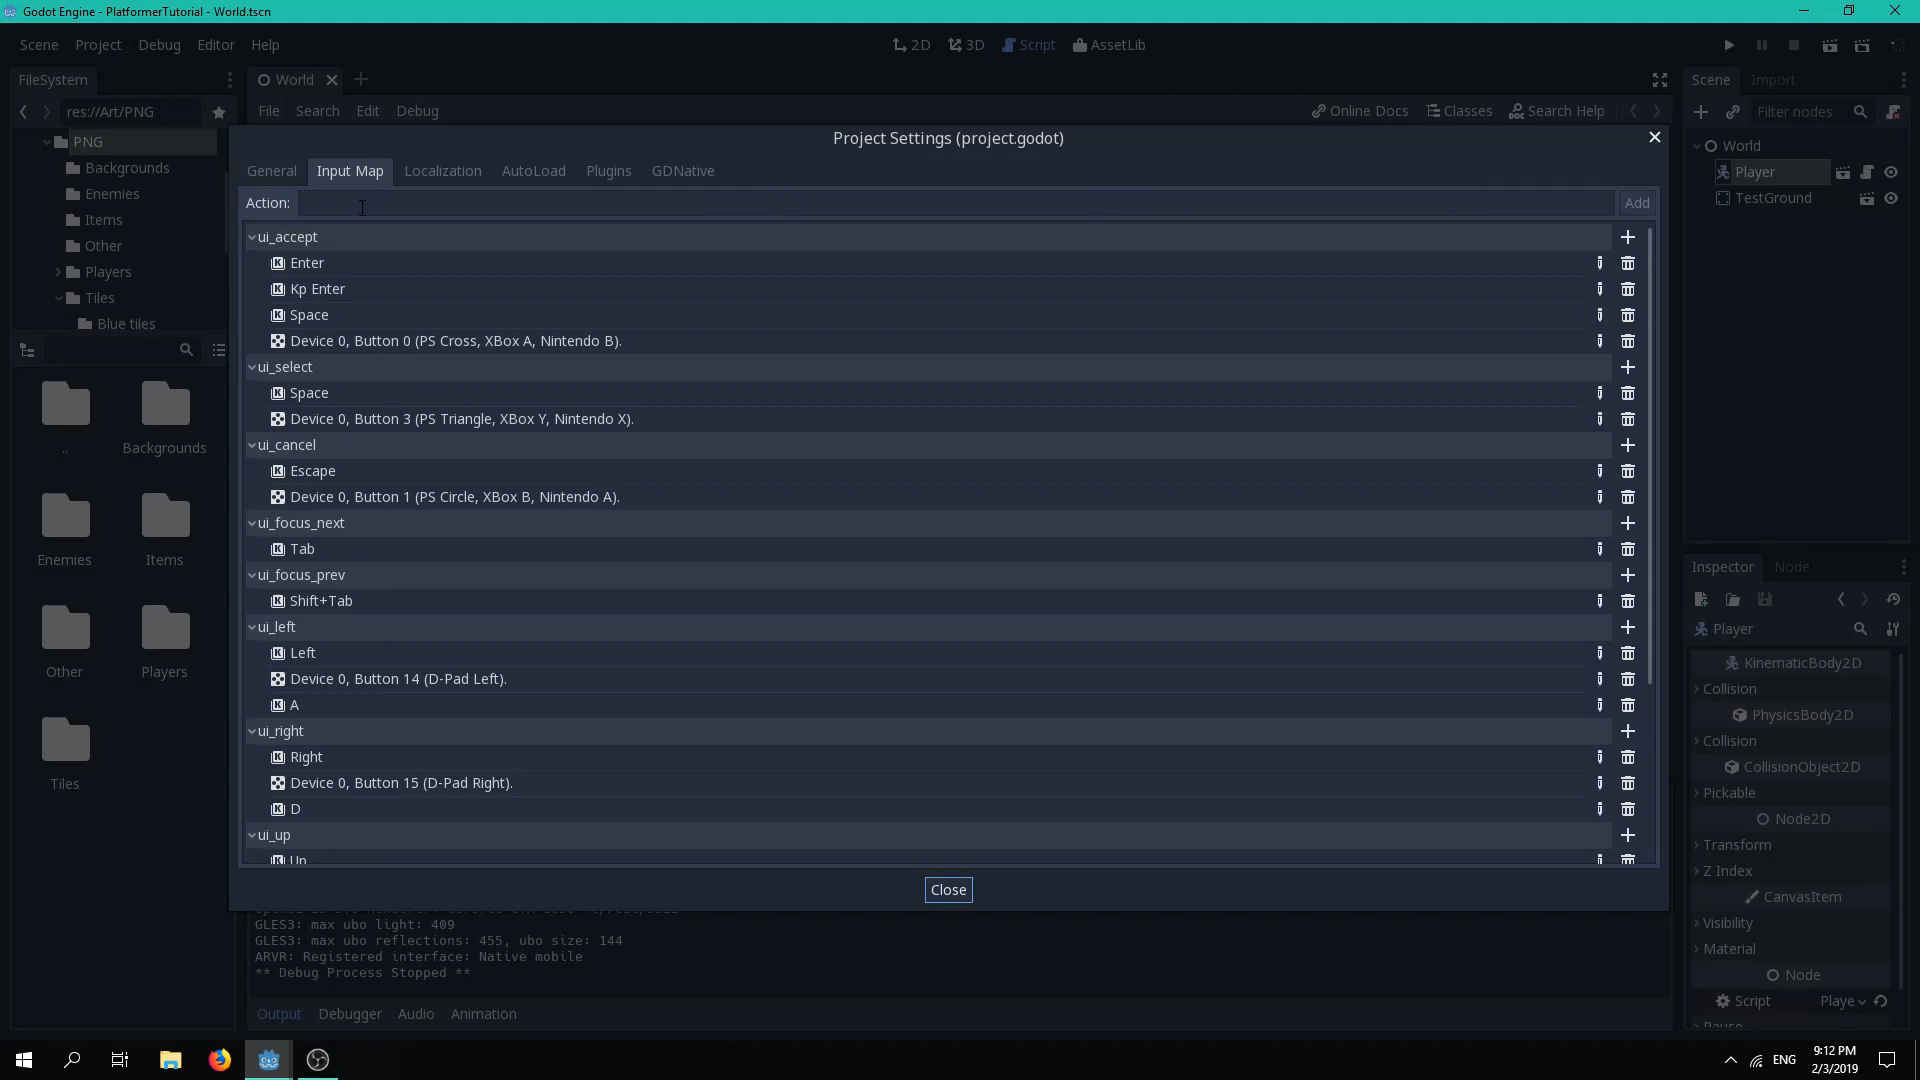 Godot Engine - PlatformerTutorial - World.tscn
Scene Project Debug Editor Help
2D 3D Script AssetLib
FileSystem
World
Scene Import
res://Art/PNG
File Search Edit Debug
Online Docs Classes Search Help
Filter nodes
PNG
Backgrounds
Enemies
Items
Other
Players
Tiles
Blue tiles
..
Backgrounds
Enemies
Items
Other
Players
Tiles
Project Settings (project.godot)
General Input Map Localization AutoLoad Plugins GDNative
Action: Add
ui_accept
Enter
Kp Enter
Space
Device 0, Button 0 (PS Cross, XBox A, Nintendo B).
ui_select
Space
Device 0, Button 3 (PS Triangle, XBox Y, Nintendo X).
ui_cancel
Escape
Device 0, Button 1 (PS Circle, XBox B, Nintendo A).
ui_focus_next
Tab
ui_focus_prev
Shift+Tab
ui_left
Left
Device 0, Button 14 (D-Pad Left).
A
ui_right
Right
Device 0, Button 15 (D-Pad Right).
D
ui_up
Up
Close
GLES3: max ubo light: 409
GLES3: max ubo reflections: 455, ubo size: 144
ARVR: Registered interface: Native mobile
** Debug Process Stopped **
Output Debugger Audio Animation
World
Player
TestGround
Inspector Node
Player
KinematicBody2D
Collision
PhysicsBody2D
Collision
CollisionObject2D
Pickable
Node2D
Transform
Z Index
CanvasItem
Visibility
Material
Node
Script Playe
Pause
ENG
9:12 PM
2/3/2019